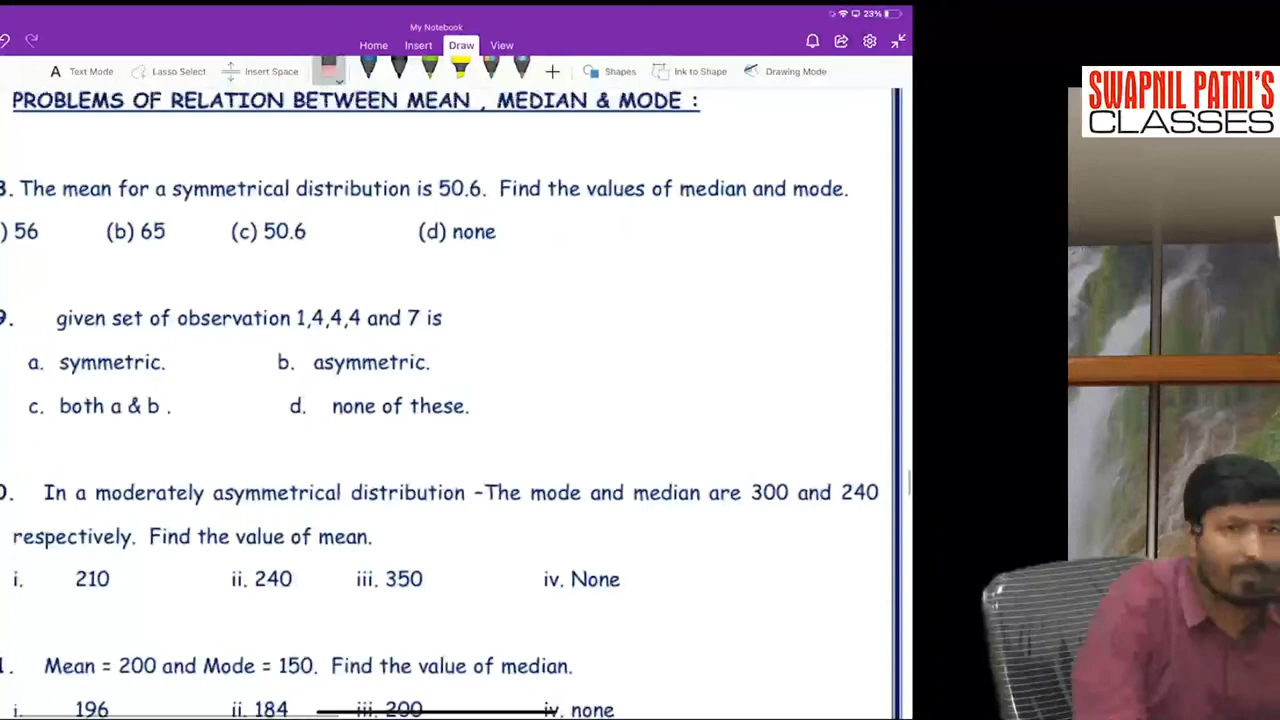 23%
My Notebook
Home Insert Draw View
Text Mode Lasso Select Insert Space Shapes Ink to Shape Drawing Mode
SWAPNIL PATNI'S
CLASSES
PROBLEMS OF RELATION BETWEEN MEAN , MEDIAN & MODE :
3. The mean for a symmetrical distribution is 50.6. Find the values of median and mode.
) 56 (b) 65 (c) 50.6 (d) none
9. given set of observation 1,4,4,4 and 7 is
a. symmetric. b. asymmetric.
c. both a & b . d. none of these.
0. In a moderately asymmetrical distribution -The mode and median are 300 and 240
respectively. Find the value of mean.
i. 210 ii. 240 iii. 350 iv. None
1. Mean = 200 and Mode = 150. Find the value of median.
i. 196 ii. 184 iii. 200 iv. none